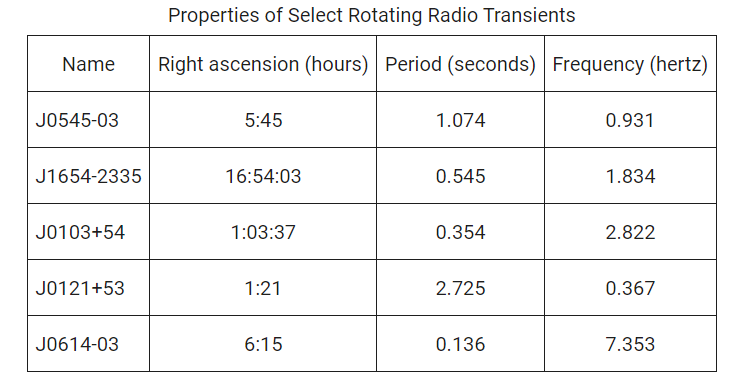 Properties of Select Rotating Radio Transients
Name Right ascension (hours) Period (seconds) Frequency (hertz)
J0545-03 5:45 1.074 0.931
J1654-2335 16:54:03 0.545 1.834
J0103+54 1:03:37 0.354 2.822
J0121+53 1:21 2.725 0.367
J0614-03 6:15 0.136 7.353